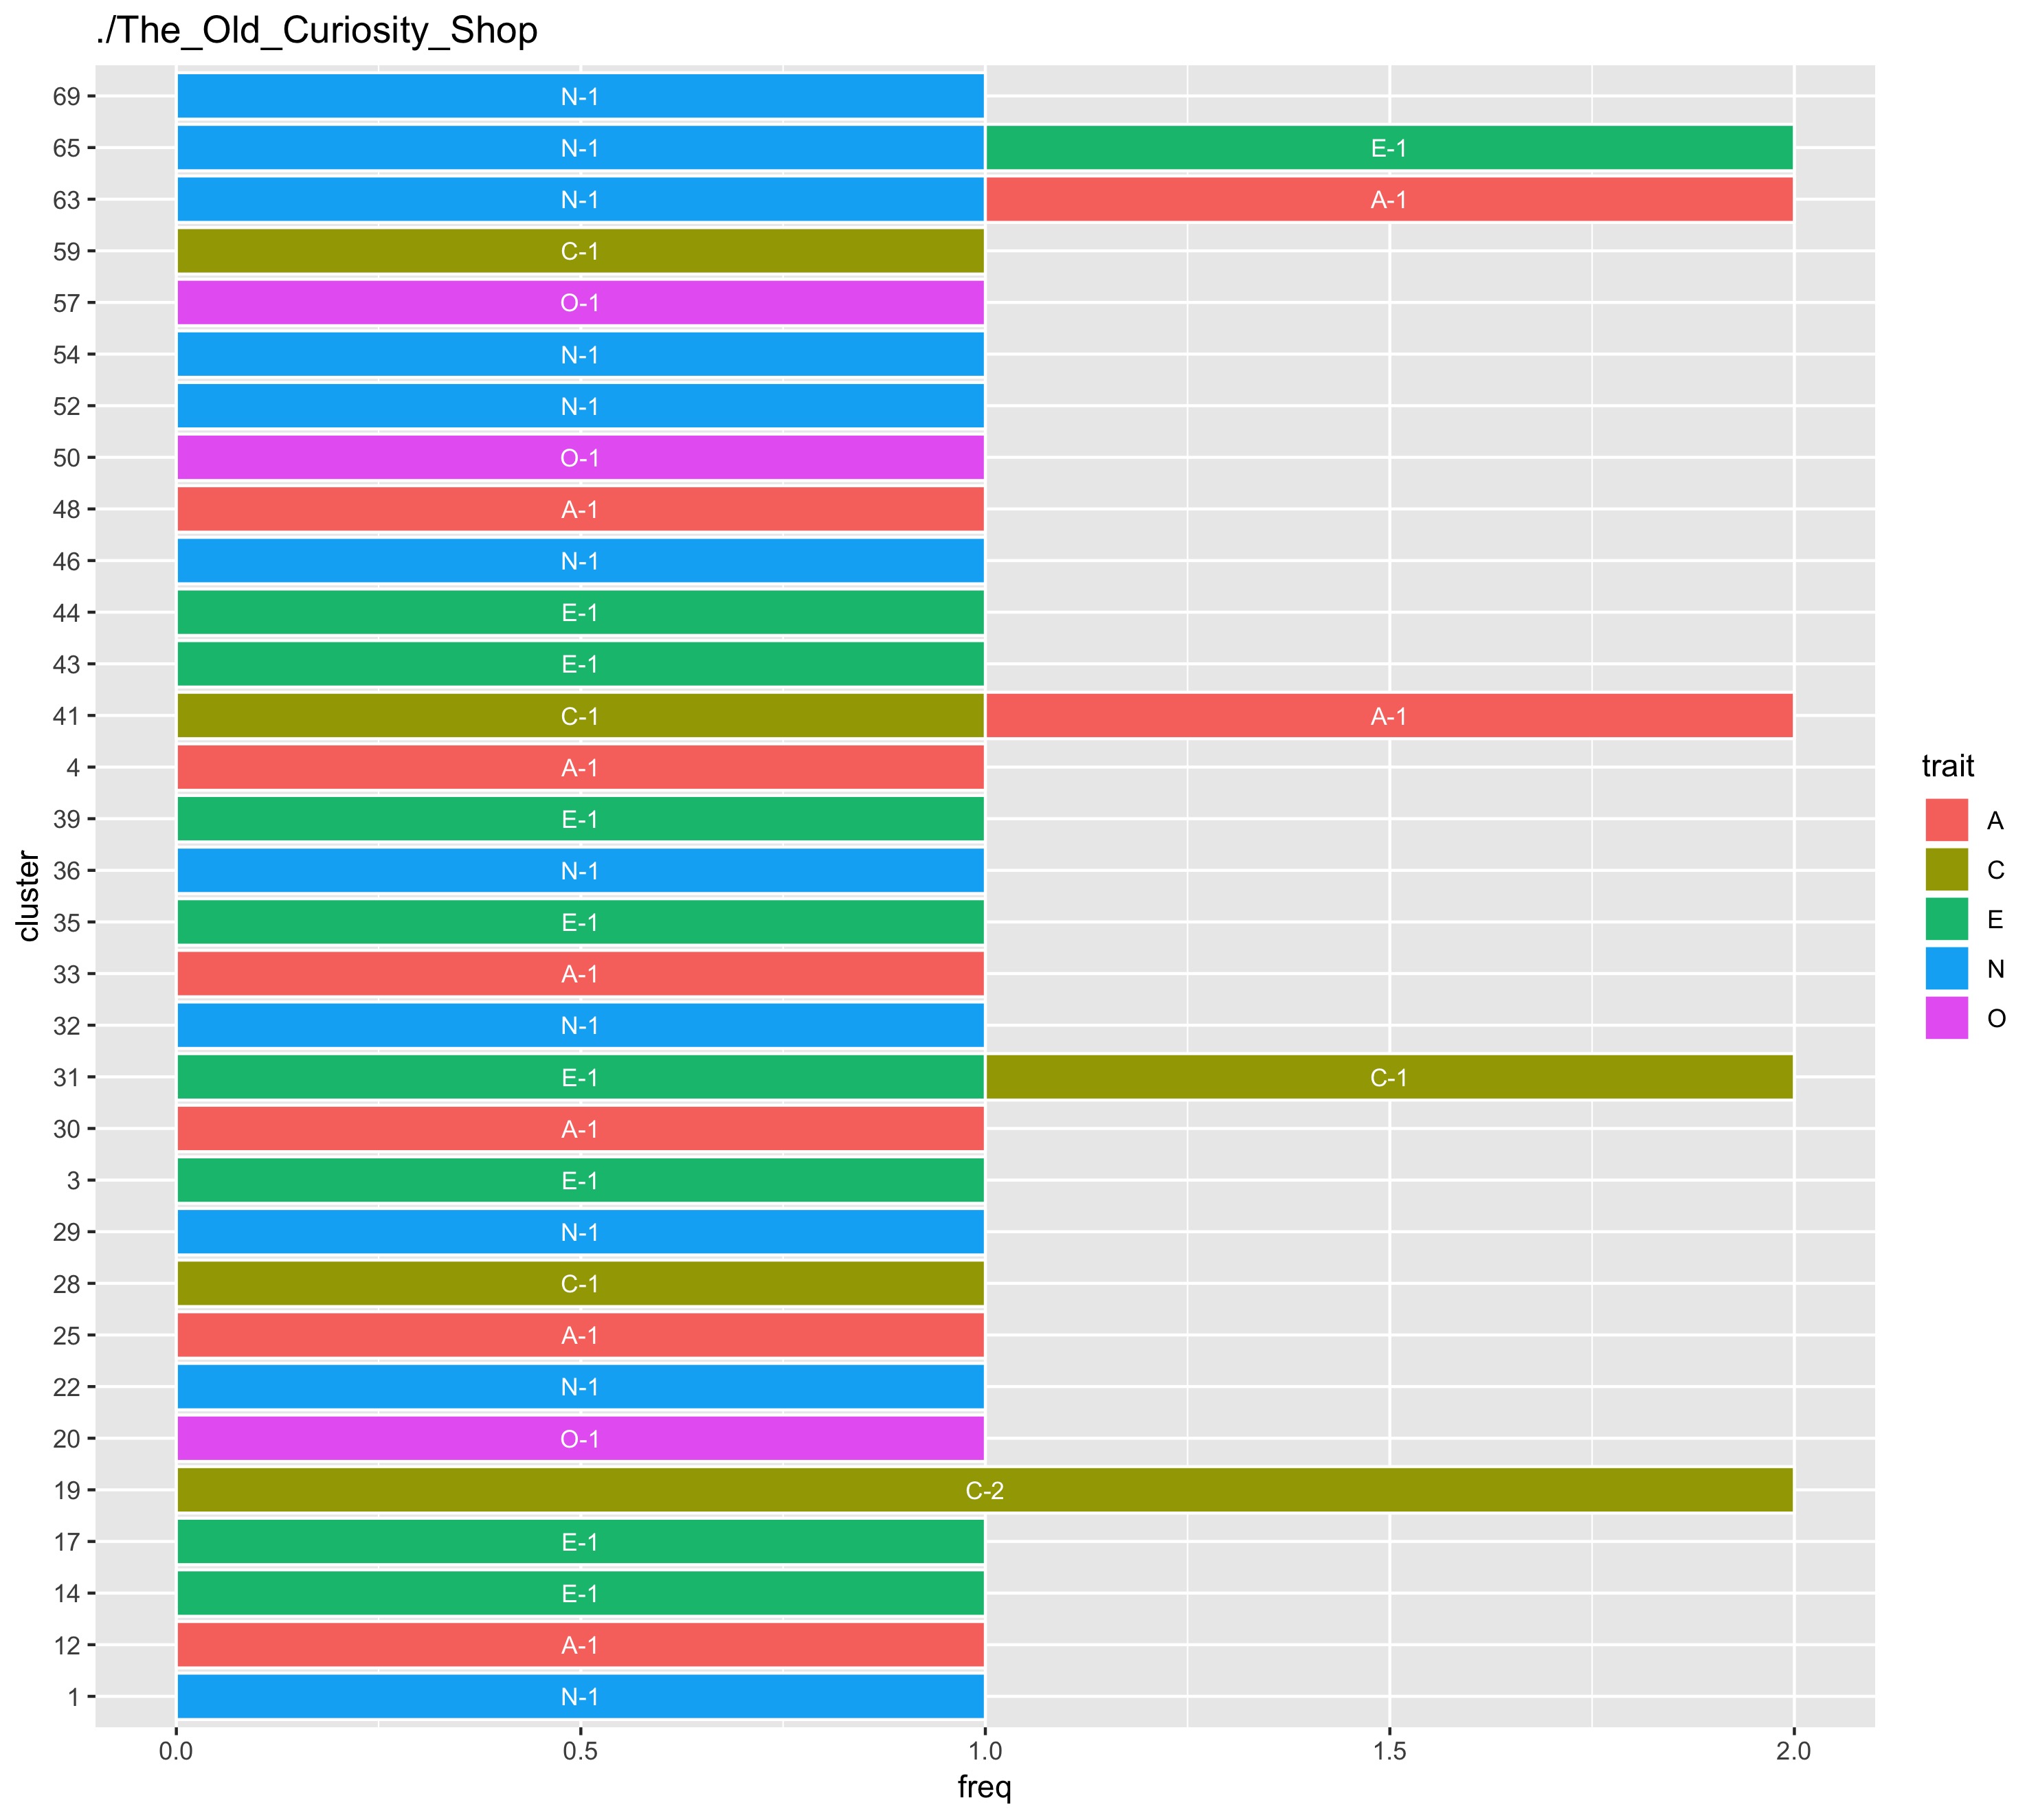 ./The_Old_Curiosity_Shop
69 N-1
65 N-1 E-1
63 N-1 A-1
59 C-1
57 O-1
54 N-1
52 N-1
50 O-1
48 A-1
46 N-1
44 E-1
43 E-1
41 C-1 A-1
4 A-1
39 E-1
36 N-1
35 E-1
33 A-1
32 N-1
31 E-1 C-1
30 A-1
3 E-1
29 N-1
28 C-1
25 A-1
22 N-1
20 O-1
19 C-2
17 E-1
14 E-1
12 A-1
1 N-1
cluster
0.0 0.5 1.0 1.5 2.0
freq
trait
A
C
E
N
O